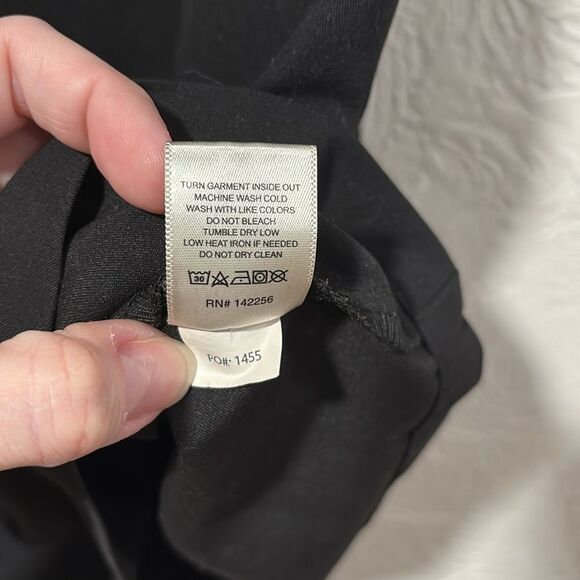 TURN GARMENT INSIDE OUT
MACHINE WASH COLD
WASH WITH LIKE COLORS
DO NOT BLEACH
TUMBLE DRY LOW
LOW HEAT IRON IF NEEDED
DO NOT DRY CLEAN
30
RN# 142256
PO#: 1455